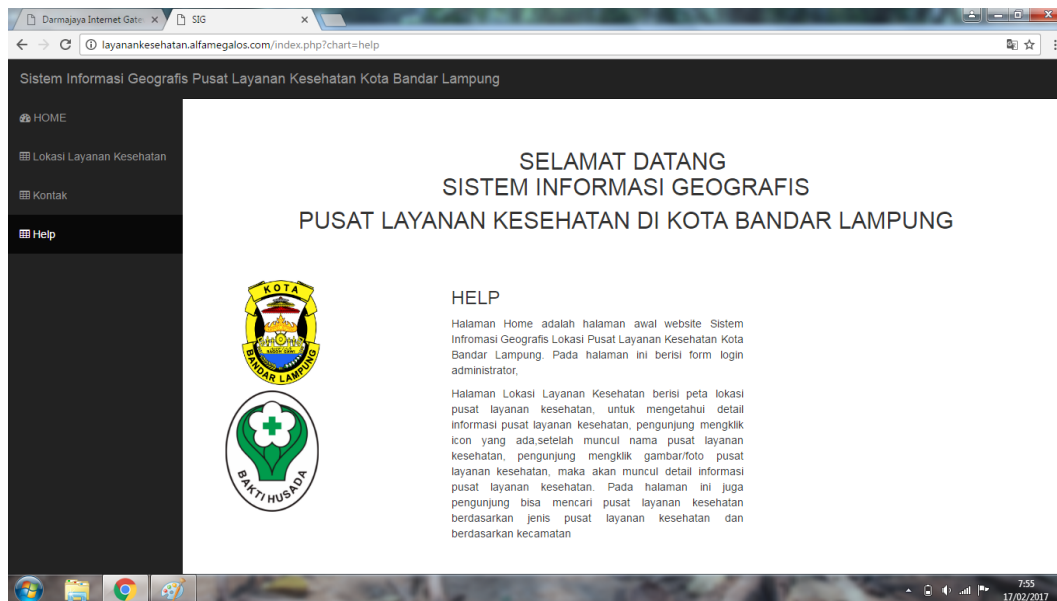 Darmajaya Internet Gate
SIG
layanankesehatan.alfamegalos.com/index.php?chart=help
Sistem Informasi Geografis Pusat Layanan Kesehatan Kota Bandar Lampung
HOME
Lokasi Layanan Kesehatan
Kontak
Help
SELAMAT DATANG
SISTEM INFORMASI GEOGRAFIS
PUSAT LAYANAN KESEHATAN DI KOTA BANDAR LAMPUNG
KOTA
BANDAR LAMPUNG
BAKTI HUSADA
HELP
Halaman Home adalah halaman awal website Sistem
Infromasi Geografis Lokasi Pusat Layanan Kesehatan Kota
Bandar Lampung. Pada halaman ini berisi form login
administrator,
Halaman Lokasi Layanan Kesehatan berisi peta lokasi
pusat layanan kesehatan, untuk mengetahui detail
informasi pusat layanan kesehatan, pengunjung mengklik
icon yang ada,setelah muncul nama pusat layanan
kesehatan, pengunjung mengklik gambar/foto pusat
layanan kesehatan, maka akan muncul detail informasi
pusat layanan kesehatan. Pada halaman ini juga
pengunjung bisa mencari pusat layanan kesehatan
berdasarkan jenis pusat layanan kesehatan dan
berdasarkan kecamatan
7:55
17/02/2017